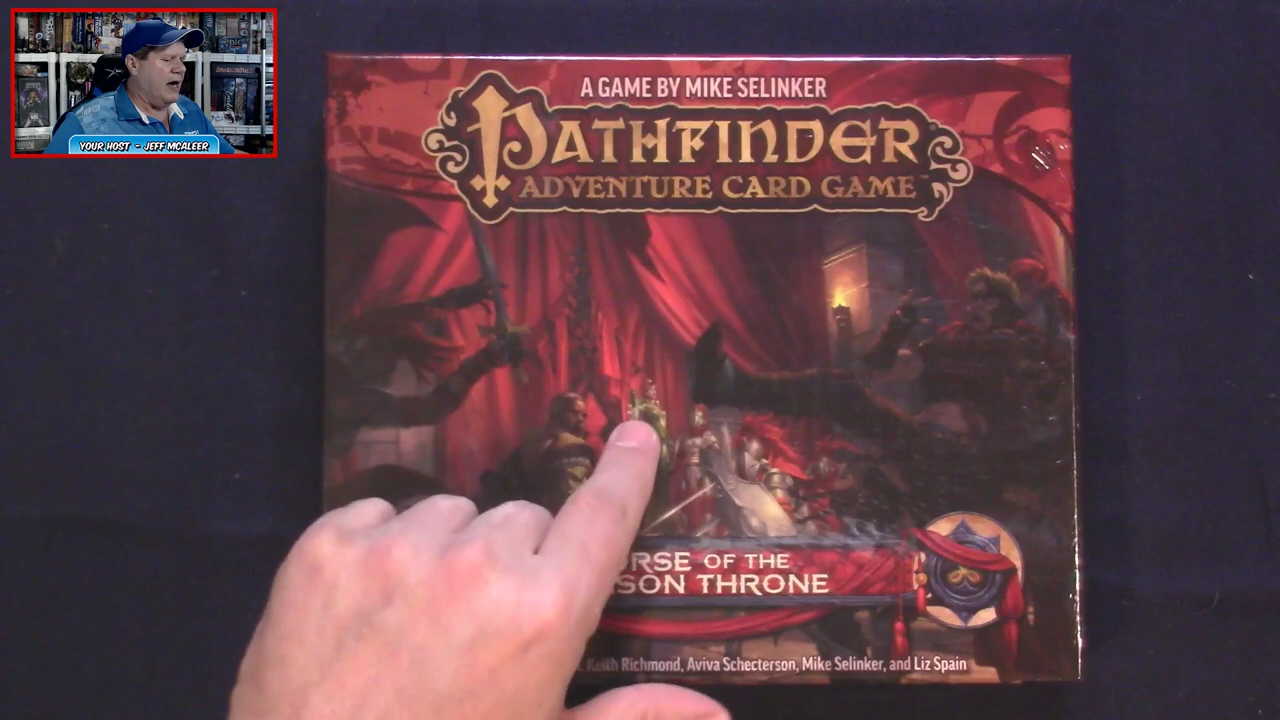 YOUR HOST - JEFF MCALEER
A GAME BY MIKE SELINKER
PATHFINDER
ADVENTURE CARD GAME™
RSE OF THE
SON THRONE
Keith Richmond, Aviva Schecterson, Mike Selinker, and Liz Spain